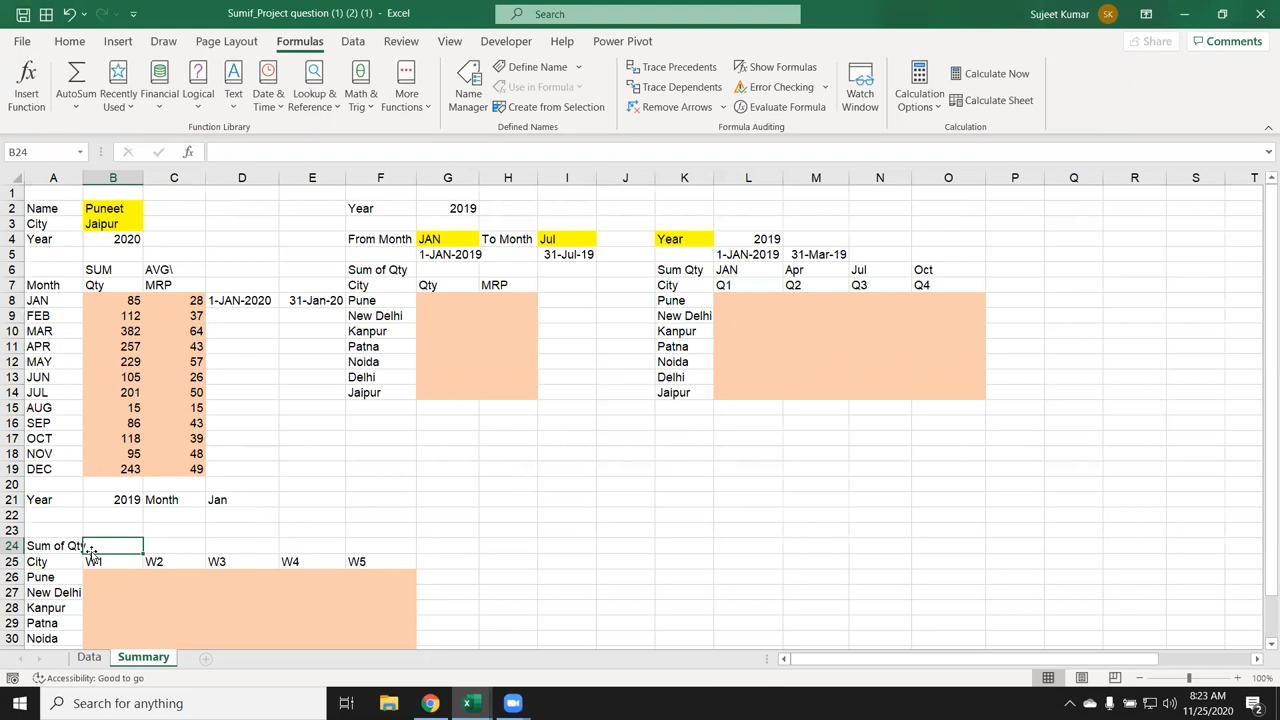 Sumif_Project question (1) (2) (1) - Excel
Search
Sujeet Kumar
SK
File Home Insert Draw Page Layout Formulas Data Review View Developer Help Power Pivot
Share Comments
Insert Function
AutoSum
Recently Used
Financial
Logical
Text
Date & Time
Lookup & Reference
Math & Trig
More Functions
Function Library
Name Manager
Define Name
Use in Formula
Create from Selection
Defined Names
Trace Precedents
Trace Dependents
Remove Arrows
Show Formulas
Error Checking
Evaluate Formula
Formula Auditing
Watch Window
Calculation Options
Calculate Now
Calculate Sheet
Calculation
B24 fx
A B C D E F G H I J K L M N O P Q R S T
1
2 Name Puneet Year 2019
3 City Jaipur
4 Year 2020 From Month JAN To Month Jul Year 2019
5 1-JAN-2019 31-Jul-19 1-JAN-2019 31-Mar-19
6 SUM AVG\ Sum of Qty Sum Qty JAN Apr Jul Oct
7 Month Qty MRP City Qty MRP City Q1 Q2 Q3 Q4
8 JAN 85 28 1-JAN-2020 31-Jan-20 Pune Pune
9 FEB 112 37 New Delhi New Delhi
10 MAR 382 64 Kanpur Kanpur
11 APR 257 43 Patna Patna
12 MAY 229 57 Noida Noida
13 JUN 105 26 Delhi Delhi
14 JUL 201 50 Jaipur Jaipur
15 AUG 15 15
16 SEP 86 43
17 OCT 118 39
18 NOV 95 48
19 DEC 243 49
20
21 Year 2019 Month Jan
22
23
24 Sum of Qty
25 City W1 W2 W3 W4 W5
26 Pune
27 New Delhi
28 Kanpur
29 Patna
30 Noida
Data Summary
Accessibility: Good to go
100%
Type here to search
8:23 AM
11/25/2020